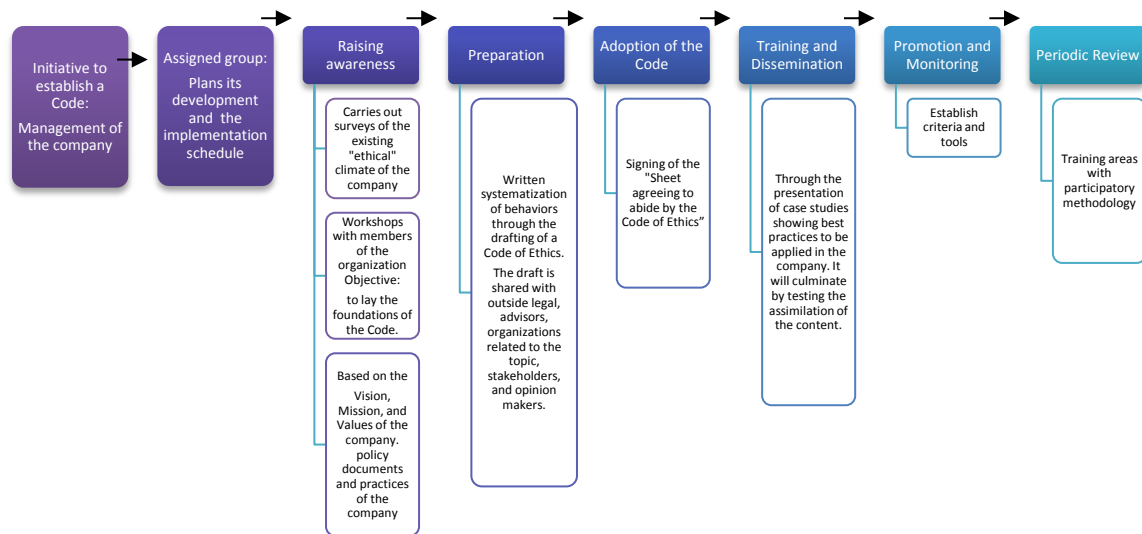 Initiative to
establish a
Code:
Management of
the company
Assigned group:
Plans its
development
and the
implementation
schedule
Raising
awareness
Carries out
surveys of the
existing
"ethical"
climate of the
company
Workshops
with members
of the
organization
Objective:
to lay the
foundations of
the Code.
Based on the
Vision,
Mission, and
Values of the
company.
policy
documents
and practices
of the
company
Preparation
Written
systematization
of behaviors
through the
drafting of a
Code of Ethics.
The draft is
shared with
outside legal,
advisors,
organizations
related to the
topic,
stakeholders,
and opinion
makers.
Adoption of the
Code
Signing of the
"Sheet
agreeing to
abide by the
Code of Ethics”
Training and
Dissemination
Through the
presentation
of case studies
showing best
practices to be
applied in the
company. It
will culminate
by testing the
assimilation of
the content.
Promotion and
Monitoring
Establish
criteria and
tools
Periodic Review
Training areas
with
participatory
methodology